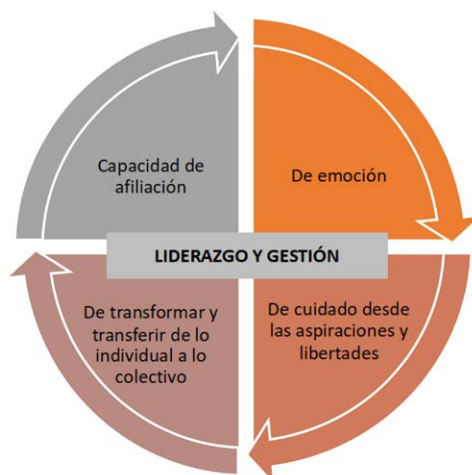 Capacidad de
afiliación
De emoción
LIDERAZGO Y GESTIÓN
De transformar y
transferir de lo
individual a lo
colectivo
De cuidado desde
las aspiraciones y
libertades